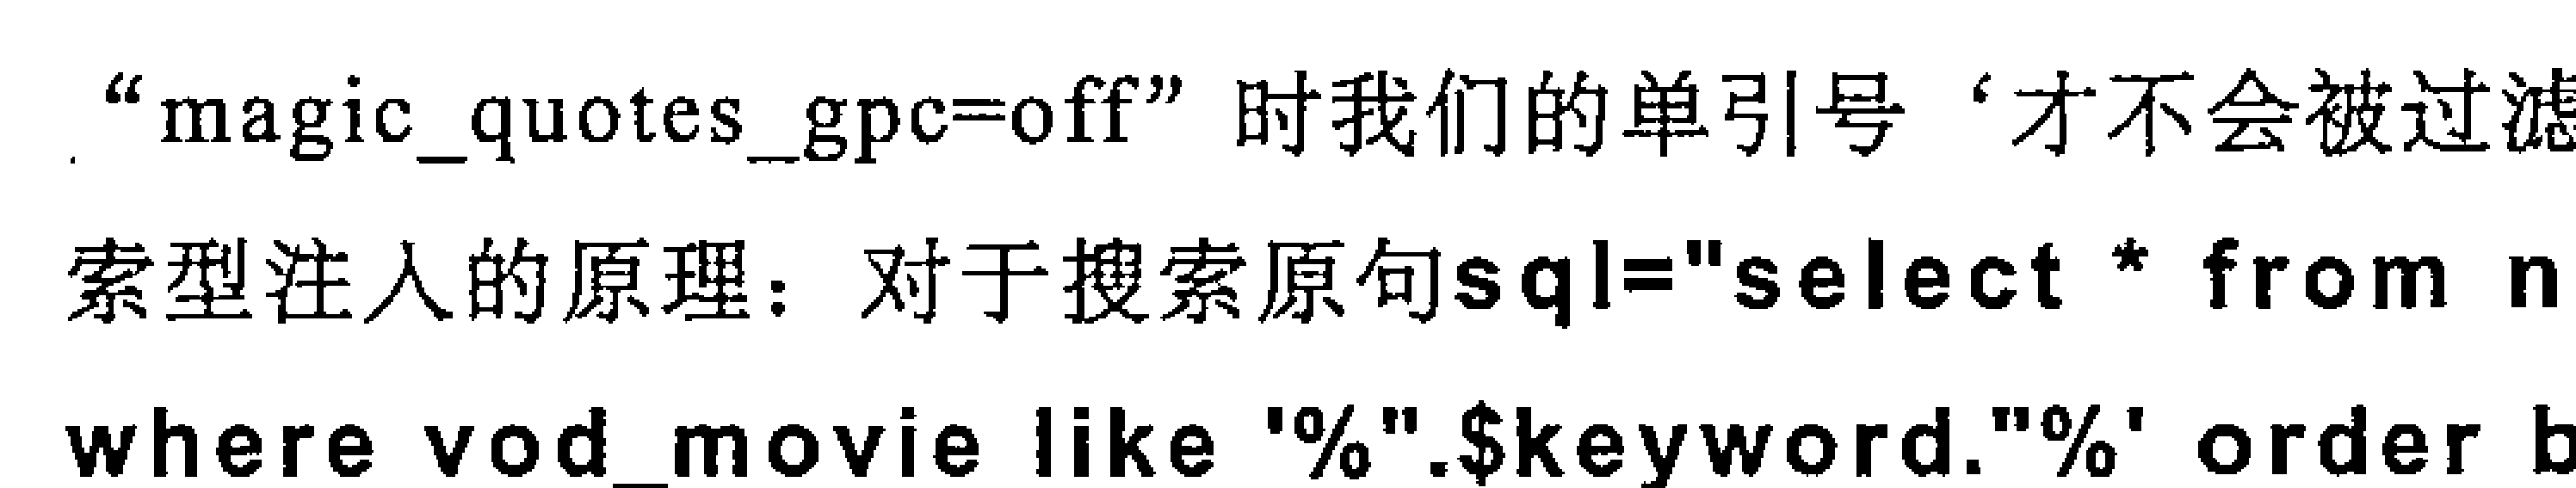 “magic_quotes_gpc=off” 时我们的单引号 ‘才不会被过滤
索型注入的原理：对于搜索原句sql="select * from n
where vod_movie like '%".$keyword."%' order b